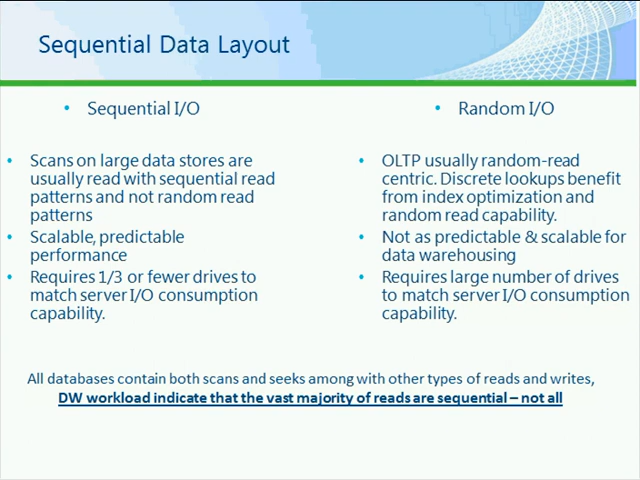 Sequential Data Layout
• Sequential I/O
• Scans on large data stores are
usually read with sequential read
patterns and not random read
patterns
• Scalable, predictable
performance
• Requires 1/3 or fewer drives to
match server I/O consumption
capability.
• Random I/O
• OLTP usually random-read
centric. Discrete lookups benefit
from index optimization and
random read capability.
• Not as predictable & scalable for
data warehousing
• Requires large number of drives
to match server I/O consumption
capability.
All databases contain both scans and seeks among with other types of reads and writes,
DW workload indicate that the vast majority of reads are sequential – not all